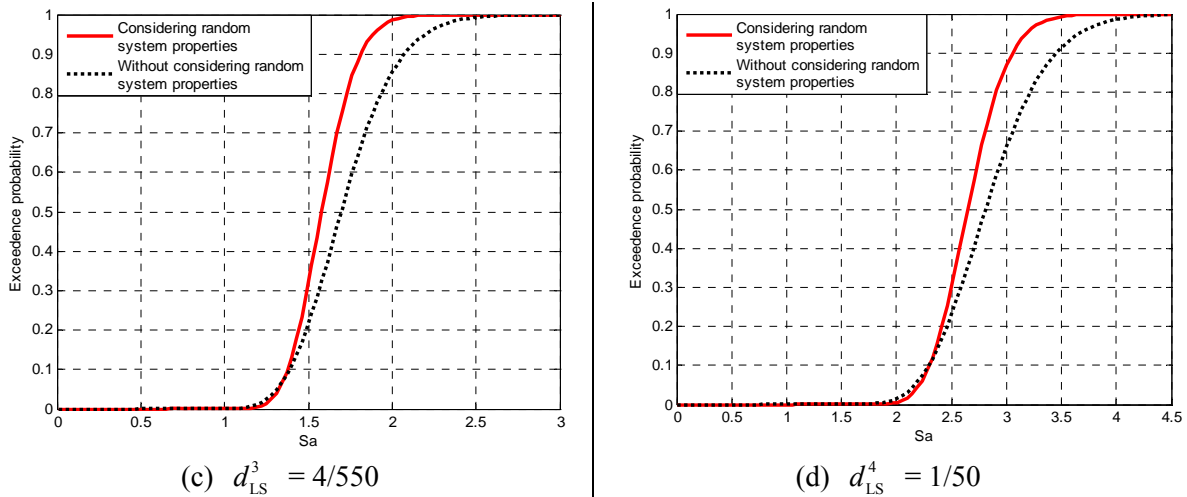 1
0.9
0.8
0.7
0.6
0.5
0.4
0.3
0.2
0.1
0
Exceedence probability
Considering random
system properties
Without considering random
system properties
0 0.5 1 1.5 2 2.5 3
Sa
(c) d³_LS = 4/550
1
0.9
0.8
0.7
0.6
0.5
0.4
0.3
0.2
0.1
0
Exceedence probability
Considering random
system properties
Without considering random
system properties
0 0.5 1 1.5 2 2.5 3 3.5 4 4.5
Sa
(d) d⁴_LS = 1/50